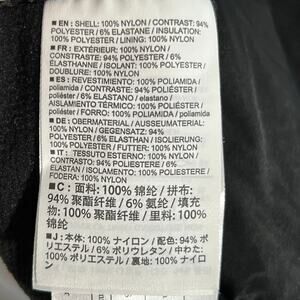 ■ EN : SHELL: 100% NYLON / CONTRAST: 94%
POLYESTER / 6% ELASTANE / INSULATION:
100% POLYESTER / LINING: 100% NYLON
■ FR : EXTÉRIEUR: 100% NYLON /
CONTRASTE: 94% POLYESTER / 6%
ÉLASTHANNE / ISOLANT: 100% POLYESTER /
DOUBLURE: 100% NYLON
ES : REVESTIMIENTO: 100% POLIAMIDA /
poliamida / CONTRASTE: 94% POLIÉSTER /
poliéster / 6% ELASTANO / elastano /
AISLAMIENTO TÉRMICO: 100% POLIÉSTER /
poliéster / FORRO: 100% POLIAMIDA / poliamida
■ DE : OBERMATERIAL / AUSSEUMATERIAL:
100% NYLON / GEGENSATZ: 94%
POLYESTER / 6% ELASTHAN / ISOLIERUNG:
100% POLYESTER / FUTTER: 100% NYLON
■ IT : TESSUTO ESTERNO: 100% NYLON /
CONTRASTO: 94% POLIESTERE / 6%
ELASTAN / 100% POLIESTERE /
FODERA: 100% NYLON
■ C : 面料: 100% 锦纶 / 拼布:
94% 聚酯纤维 / 6% 氨纶 / 填充
物: 100% 聚酯纤维 / 里料: 100%
锦纶
■ J : 本体: 100% ナイロン / 配色: 94% ポ
リエステル / 6% ポリウレタン / 中わた:
100% ポリエステル / 裏地: 100% ナイロ
ン